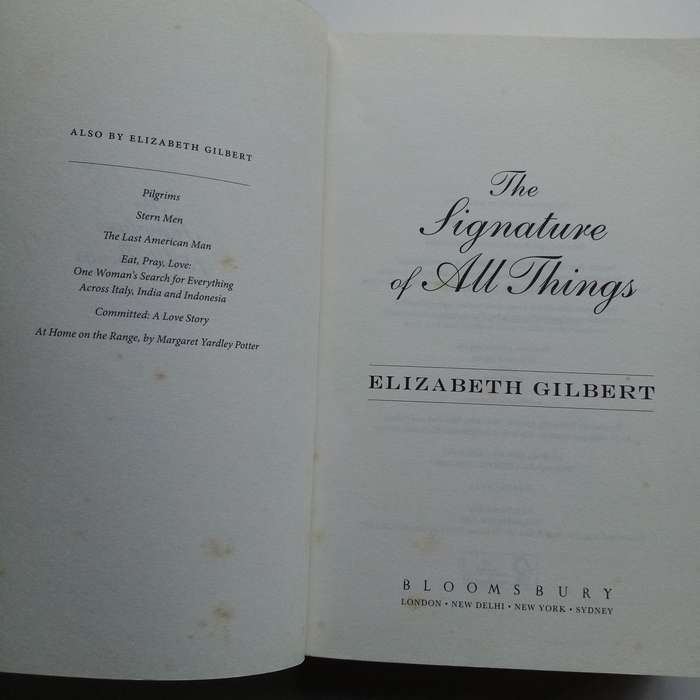 ALSO BY ELIZABETH GILBERT
Pilgrims
Stern Men
The Last American Man
Eat, Pray, Love:
One Woman's Search for Everything
Across Italy, India and Indonesia
Committed: A Love Story
At Home on the Range, by Margaret Yardley Potter
The
Signature
of All Things
ELIZABETH GILBERT
BLOOMSBURY
LONDON • NEW DELHI • NEW YORK • SYDNEY